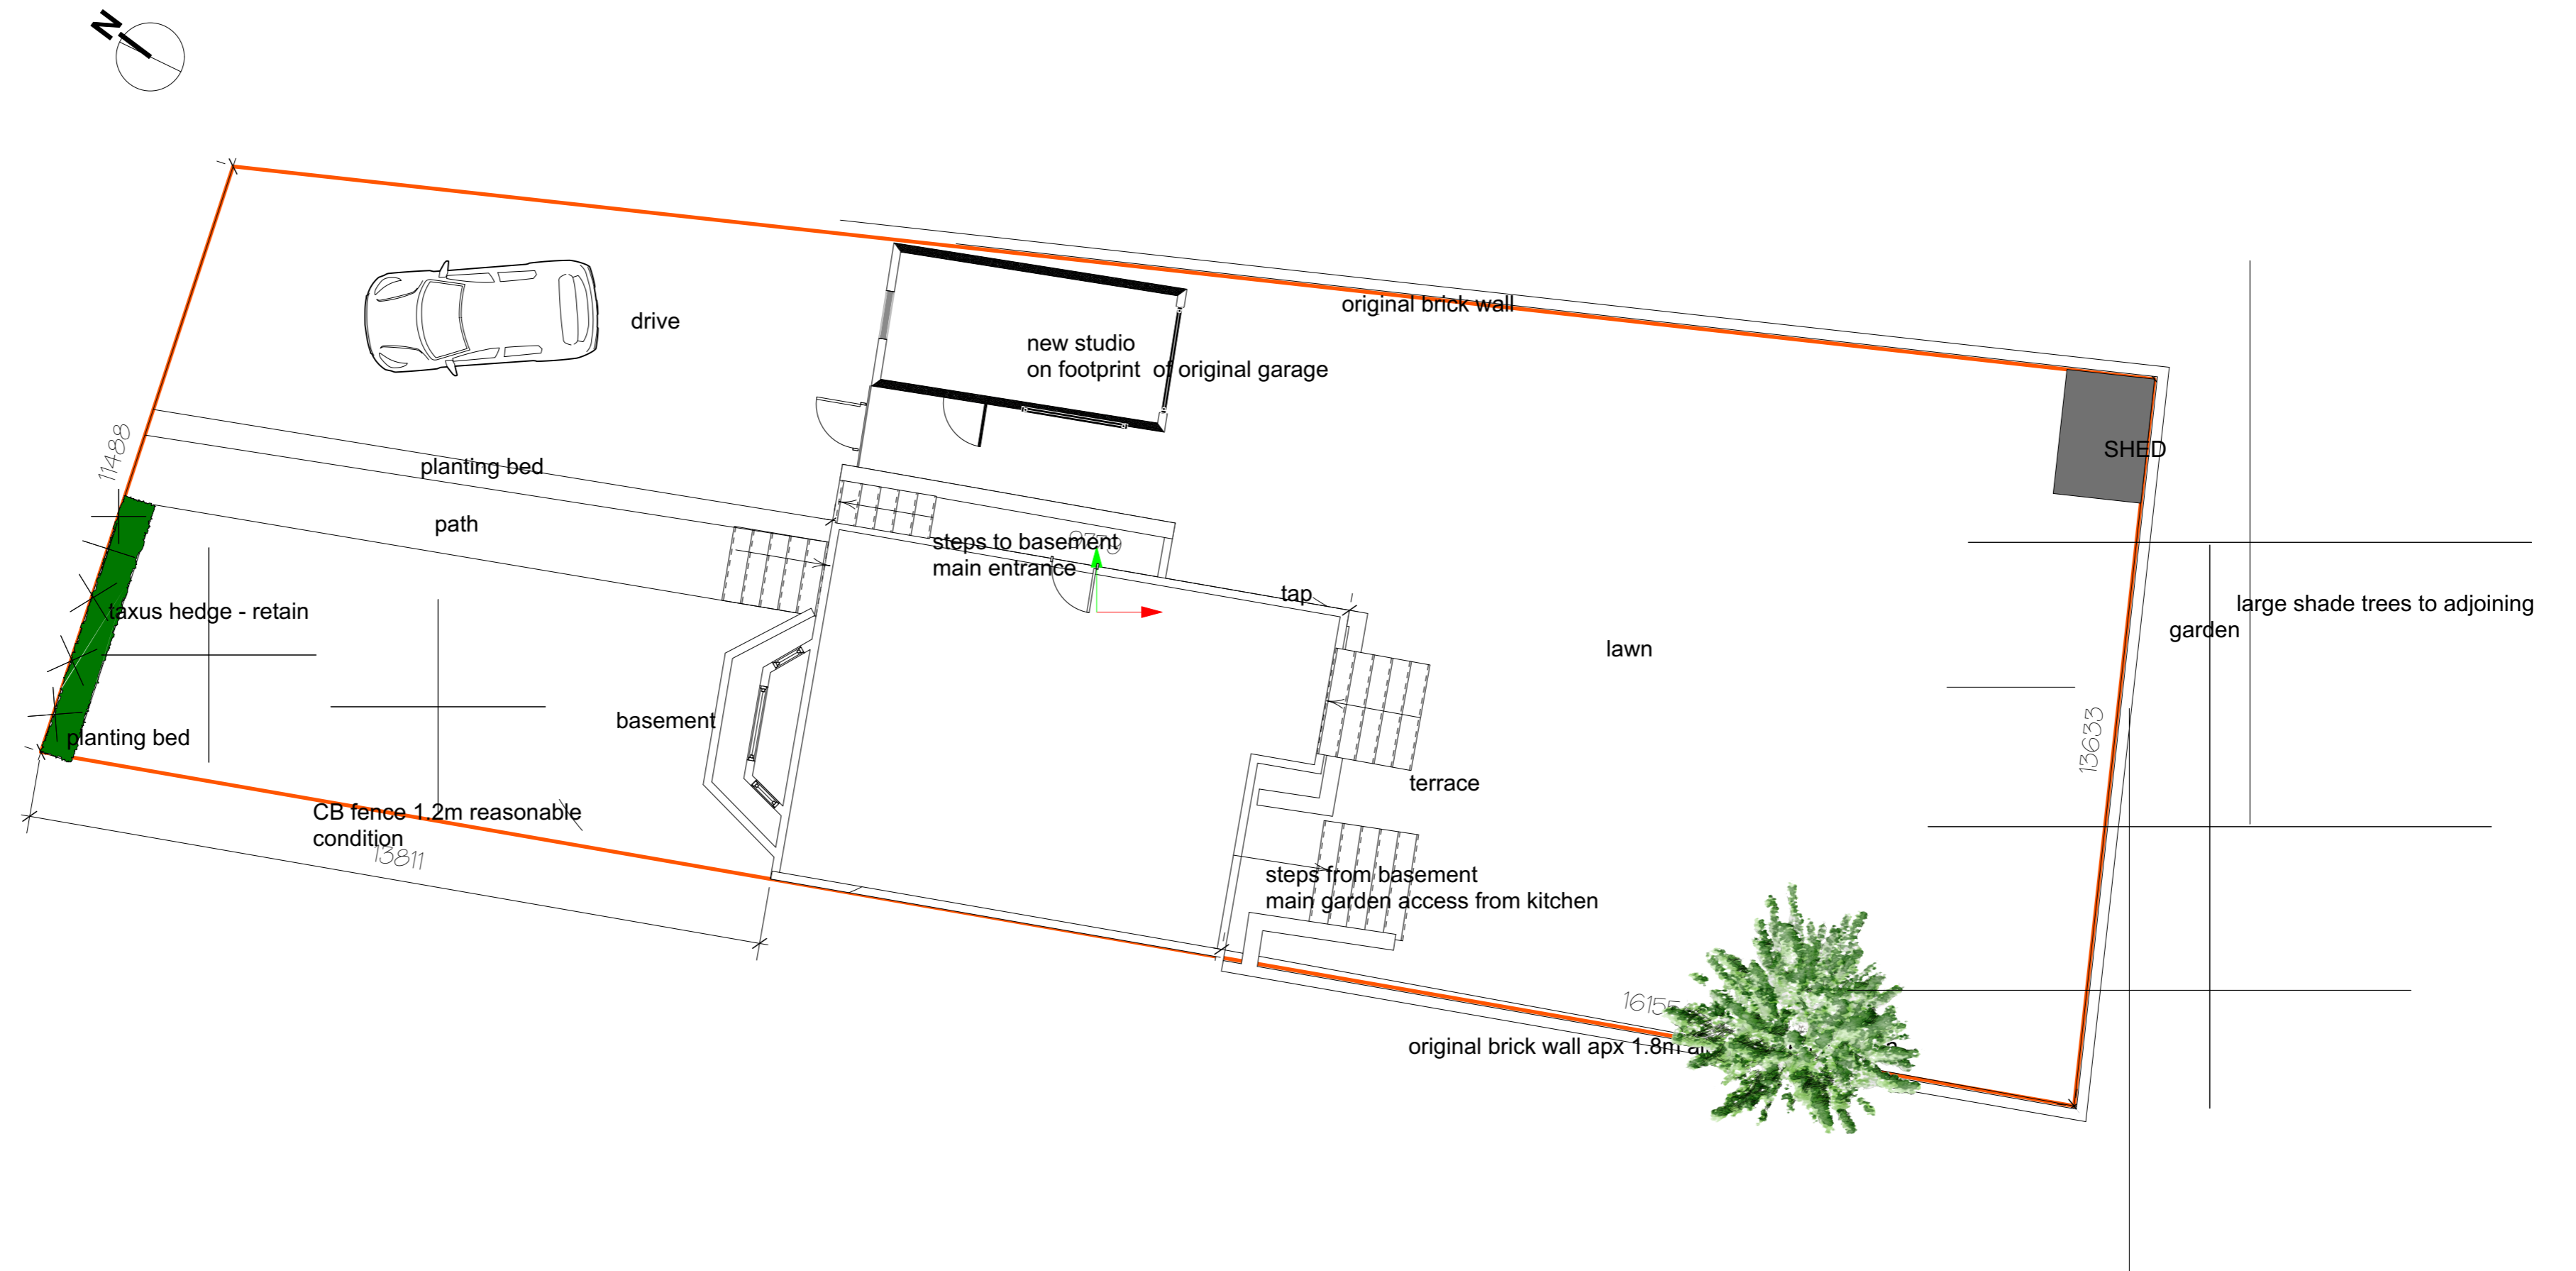 N
original brick wall
drive
new studio
on footprint of original garage
SHED
11488
planting bed
path
steps to basement
main entrance
tap
large shade trees to adjoining
garden
taxus hedge - retain
lawn
basement
planting bed
13633
terrace
CB fence 1.2m reasonable
condition
13811
steps from basement
main garden access from kitchen
16155
original brick wall apx 1.8m